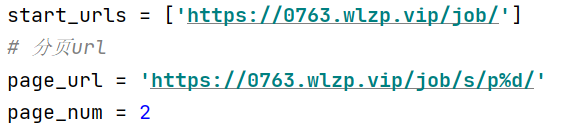 start_urls = ['https://0763.wlzp.vip/job/']
# 分页url
page_url = 'https://0763.wlzp.vip/job/s/p%d/'
page_num = 2